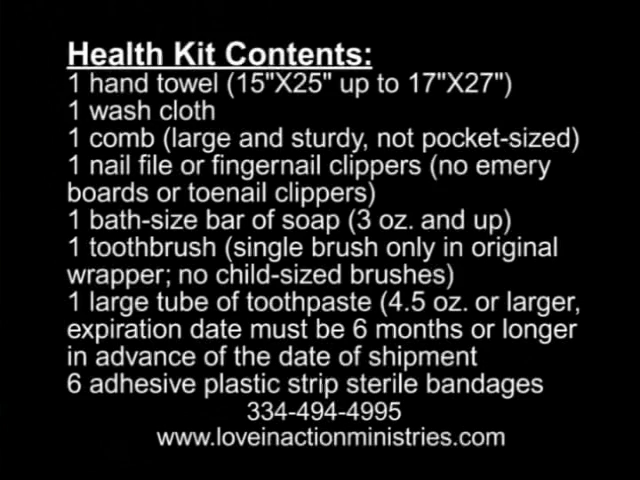 Health Kit Contents:
1 hand towel (15"X25" up to 17"X27")
1 wash cloth
1 comb (large and sturdy, not pocket-sized)
1 nail file or fingernail clippers (no emery
boards or toenail clippers)
1 bath-size bar of soap (3 oz. and up)
1 toothbrush (single brush only in original
wrapper; no child-sized brushes)
1 large tube of toothpaste (4.5 oz. or larger,
expiration date must be 6 months or longer
in advance of the date of shipment
6 adhesive plastic strip sterile bandages
334-494-4995
www.loveinactionministries.com